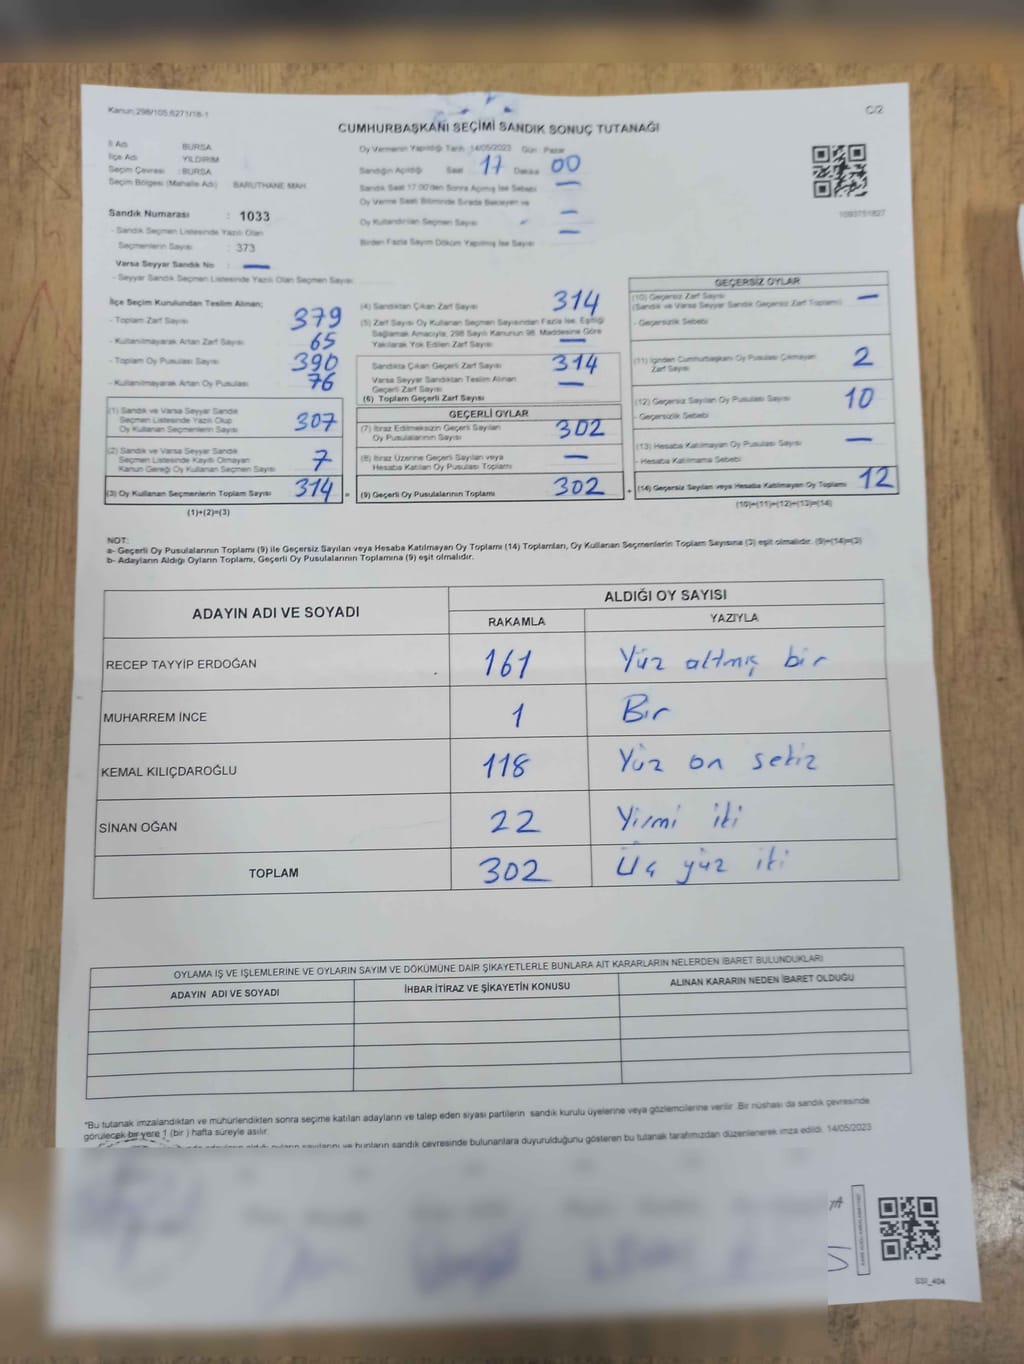 Kanun:298/105,6271/18-1
C/2
CUMHURBAŞKANI SEÇİMİ SANDIK SONUÇ TUTANAĞI
İl Adı BURSA
İlçe Adı YILDIRIM
Seçim Çevresi : BURSA
Seçim Bölgesi (Mahalle Adı) BARUTHANE MAH.
Sandık Numarası : 1033
- Sandık Seçmen Listesinde Yazılı Olan
Seçmenlerin Sayısı : 373
Varsa Seyyar Sandık No : —
- Seyyar Sandık Seçmen Listesinde Yazılı Olan Seçmen Sayısı
Oy Vermenin Yapıldığı Tarih 14/05/2023 Gün Pazar
Sandığın Açıldığı Saat 17 Dakika 00
Sandık Saat 17:00'den Sonra Açılmış İse Sebebi —
Oy Verme Saati Bitiminde Sırada Bekleyen ve
Oy Kullandırılan Seçmen Sayısı —
Birden Fazla Sayım Döküm Yapılmış İse Sayısı —
1093751827
İlçe Seçim Kurulundan Teslim Alınan;
- Toplam Zarf Sayısı 379
- Kullanılmayarak Artan Zarf Sayısı 65
- Toplam Oy Pusulası Sayısı 390
- Kullanılmayarak Artan Oy Pusulası 76
(1) Sandık ve Varsa Seyyar Sandık
Seçmen Listesinde Yazılı Olup
Oy Kullanan Seçmenlerin Sayısı 307
(2) Sandık ve Varsa Seyyar Sandık
Seçmen Listesinde Kayıtlı Olmayan
Kanun Gereği Oy Kullanan Seçmen Sayısı 7
(3) Oy Kullanan Seçmenlerin Toplam Sayısı 314 =
(1)+(2)=(3)
(4) Sandıktan Çıkan Zarf Sayısı 314
(5) Zarf Sayısı Oy Kullanan Seçmen Sayısından Fazla İse, Eşitliği
Sağlamak Amacıyla, 298 Sayılı Kanunun 98. Maddesine Göre
Yakılarak Yok Edilen Zarf Sayısı —
Sandıkta Çıkan Geçerli Zarf Sayısı 314
Varsa Seyyar Sandıktan Teslim Alınan
Geçerli Zarf Sayısı —
(6) Toplam Geçerli Zarf Sayısı
GEÇERLİ OYLAR
(7) İtiraz Edilmeksizin Geçerli Sayılan
Oy Pusulalarının Sayısı 302
(8) İtiraz Üzerine Geçerli Sayılan veya
Hesaba Katılan Oy Pusulası Toplamı —
(9) Geçerli Oy Pusulalarının Toplamı 302 +
GEÇERSİZ OYLAR
(10) Geçersiz Zarf Sayısı —
(Sandık ve Varsa Seyyar Sandık Geçersiz Zarf Toplamı)
- Geçersizlik Sebebi
(11) İçinden Cumhurbaşkanı Oy Pusulası Çıkmayan
Zarf Sayısı 2
(12) Geçersiz Sayılan Oy Pusulası Sayısı 10
- Geçersizlik Sebebi
(13) Hesaba Katılmayan Oy Pusulası Sayısı —
- Hesaba Katılmama Sebebi
(14) Geçersiz Sayılan veya Hesaba Katılmayan Oy Toplamı 12
(10)+(11)+(12)+(13)=(14)
NOT:
a- Geçerli Oy Pusulalarının Toplamı (9) ile Geçersiz Sayılan veya Hesaba Katılmayan Oy Toplamı (14) Toplamları, Oy Kullanan Seçmenlerin Toplam Sayısına (3) eşit olmalıdır. (9)+(14)=(3)
b- Adayların Aldığı Oyların Toplamı, Geçerli Oy Pusulalarının Toplamına (9) eşit olmalıdır.
ADAYIN ADI VE SOYADI ALDIĞI OY SAYISI
RAKAMLA YAZIYLA
RECEP TAYYİP ERDOĞAN 161 Yüz altmış bir
MUHARREM İNCE 1 Bir
KEMAL KILIÇDAROĞLU 118 Yüz on sekiz
SİNAN OĞAN 22 Yirmi iki
TOPLAM 302 Üç yüz iki
OYLAMA İŞ VE İŞLEMLERİNE VE OYLARIN SAYIM VE DÖKÜMÜNE DAİR ŞİKAYETLERLE BUNLARA AİT KARARLARIN NELERDEN İBARET BULUNDUKLARI
ADAYIN ADI VE SOYADI İHBAR İTİRAZ VE ŞİKAYETİN KONUSU ALINAN KARARIN NEDEN İBARET OLDUĞU
*Bu tutanak imzalandıktan ve mühürlendikten sonra seçime katılan adayların ve talep eden siyasi partilerin sandık kurulu üyelerine veya gözlemcilerine verilir. Bir nüshası da sandık çevresinde
görülecek bir yere 1 (bir) hafta süreyle asılır.
adayların aldığı oyların sayılarını ve bunların sandık çevresinde bulunanlara duyurulduğunu gösteren bu tutanak tarafımızdan düzenlenerek imza edildi. 14/05/2023
SSI_404